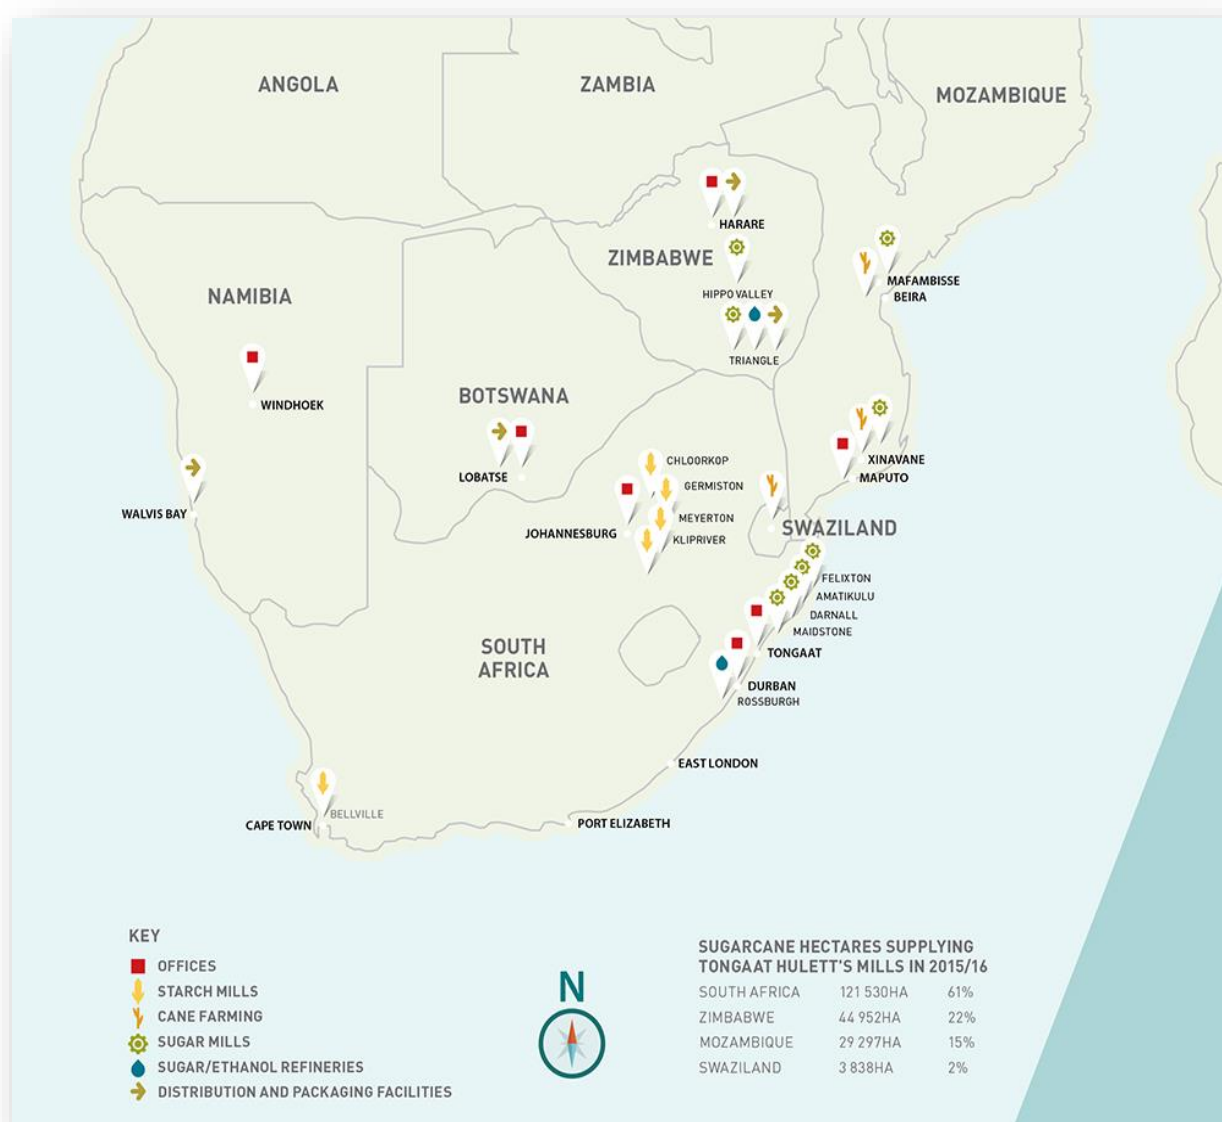 ANGOLA
ZAMBIA
MOZAMBIQUE
HARARE
ZIMBABWE
HIPPO VALLEY
MAFAMBISSE
BEIRA
NAMIBIA
TRIANGLE
WINDHOEK
BOTSWANA
LOBATSE
CHLOORKOP
XINAVANE
MAPUTO
GERMISTON
WALVIS BAY
MEYERTON
JOHANNESBURG
KLIPRIVER
SWAZILAND
FELIXTON
AMATIKULU
DARNALL
MAIDSTONE
SOUTH
AFRICA
TONGAAT
DURBAN
ROSSBURGH
EAST LONDON
BELLVILLE
CAPE TOWN
PORT ELIZABETH
KEY
OFFICES
STARCH MILLS
CANE FARMING
SUGAR MILLS
SUGAR/ETHANOL REFINERIES
DISTRIBUTION AND PACKAGING FACILITIES
N
SUGARCANE HECTARES SUPPLYING
TONGAAT HULETT'S MILLS IN 2015/16
SOUTH AFRICA 121 530HA 61%
ZIMBABWE 44 952HA 22%
MOZAMBIQUE 29 297HA 15%
SWAZILAND 3 838HA 2%